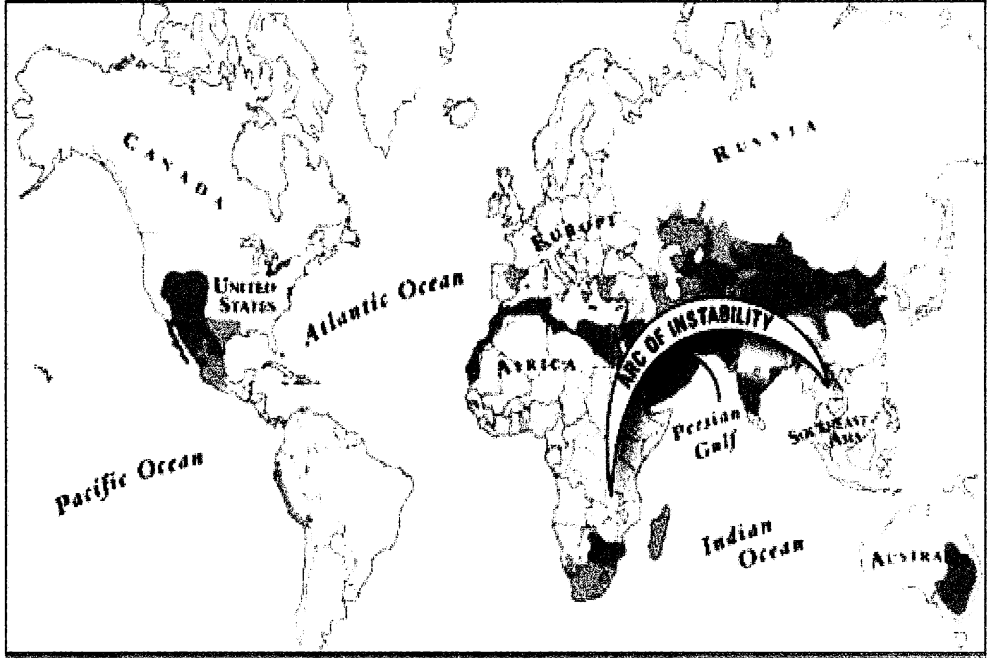 CANADA
RUSSIA
EUROPE
UNITED
STATES
Atlantic Ocean
ARC OF INSTABILITY
AFRICA
Persian
Gulf
SOUTHEAST
ASIA
Pacific Ocean
Indian
Ocean
AUSTRA